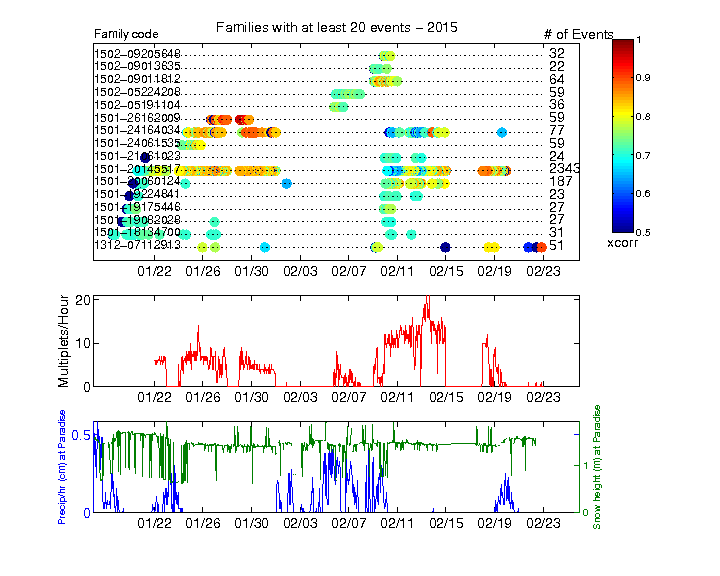 Families with at least 20 events – 2015
Family code
# of Events
1502–09205648 32
1502–09013635 22
1502–09011812 64
1502–05224208 59
1502–05191104 36
1501–26162009 59
1501–24164034 77
1501–24061535 59
24
1501–20145517 2343
1501–20060124 187
1501–19224841 23
1501–19175446 27
1501–19082028 27
1501–18134700 31
1312–07112913 51
01/22 01/26 01/30 02/03 02/07 02/11 02/15 02/19 02/23
1
0.9
0.8
0.7
0.6
0.5
xcorr
Multiplets/Hour
20
10
0
01/22 01/26 01/30 02/03 02/07 02/11 02/15 02/19 02/23
Precip/hr (cm) at Paradise
0.5
0
Snow height (m) at Paradise
1
0
01/22 01/26 01/30 02/03 02/07 02/11 02/15 02/19 02/23